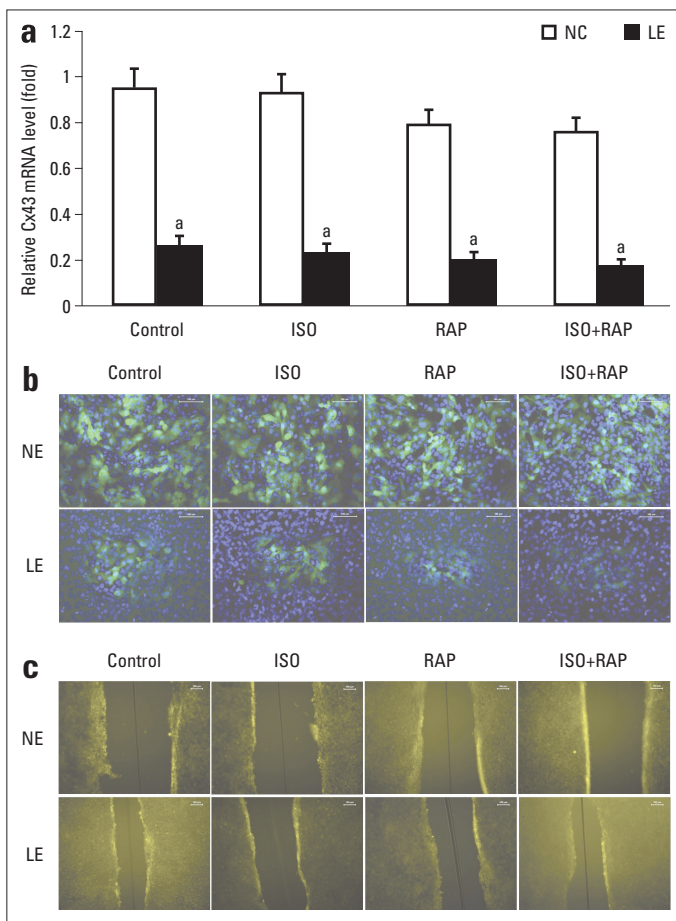 a
NC LE
Relative Cx43 mRNA level (fold)
1.2
1
0.8
0.6
0.4
0.2
0
a a a a
Control ISO RAP ISO+RAP
b
Control ISO RAP ISO+RAP
NE
LE
c
Control ISO RAP ISO+RAP
NE
LE